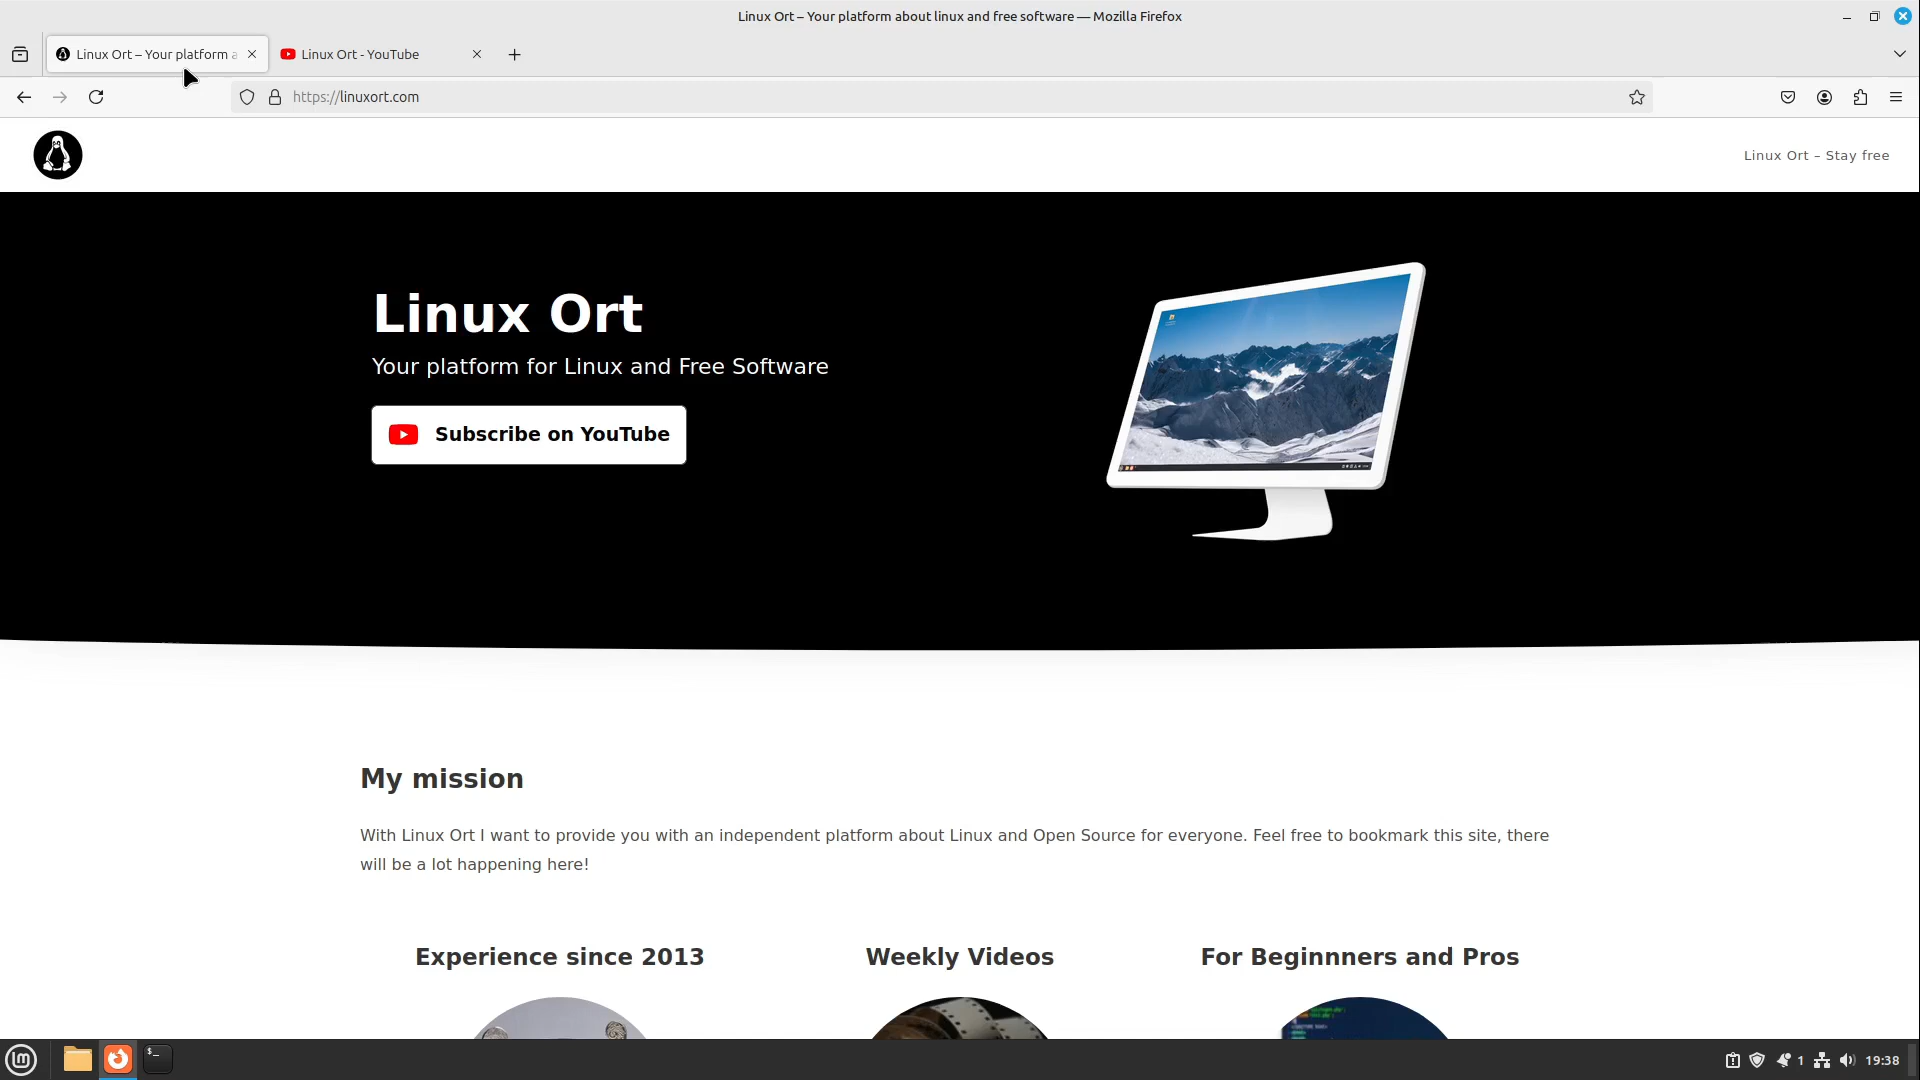 Linux Ort – Your platform about linux and free software — Mozilla Firefox
Linux Ort – Your platform a
Linux Ort - YouTube
https://linuxort.com
Linux Ort – Stay free
Linux Ort
Your platform for Linux and Free Software
Subscribe on YouTube
My mission
With Linux Ort I want to provide you with an independent platform about Linux and Open Source for everyone. Feel free to bookmark this site, there
will be a lot happening here!
Experience since 2013
Weekly Videos
For Beginnners and Pros
$_
1
19:38